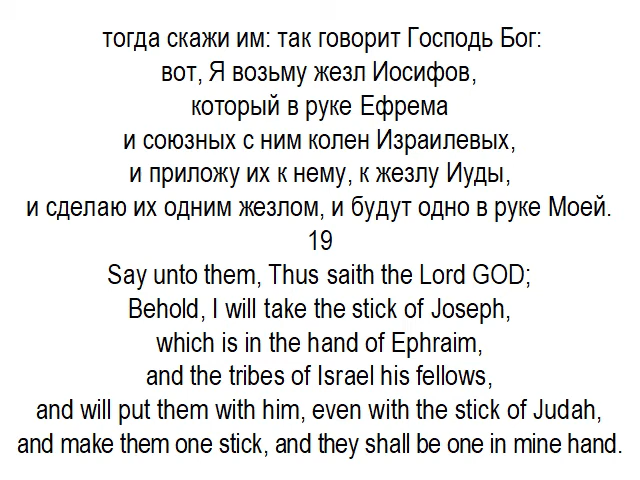 тогда скажи им: так говорит Господь Бог:
вот, Я возьму жезл Иосифов,
который в руке Ефрема
и союзных с ним колен Израилевых,
и приложу их к нему, к жезлу Иуды,
и сделаю их одним жезлом, и будут одно в руке Моей.
19
Say unto them, Thus saith the Lord GOD;
Behold, I will take the stick of Joseph,
which is in the hand of Ephraim,
and the tribes of Israel his fellows,
and will put them with him, even with the stick of Judah,
and make them one stick, and they shall be one in mine hand.